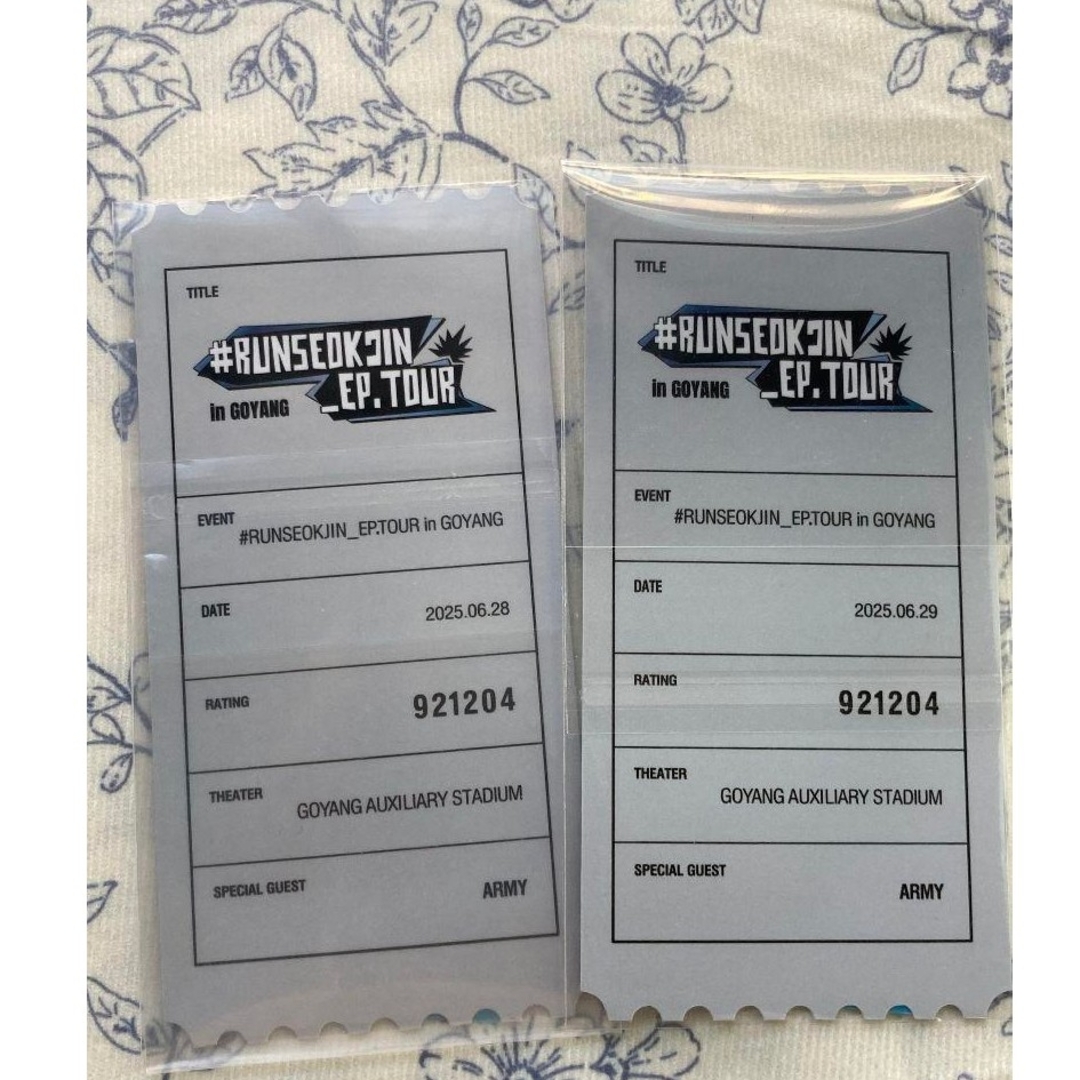 TITLE
#RUNSEOKJIN
_EP.TOUR
in GOYANG
EVENT
#RUNSEOKJIN_EP.TOUR in GOYANG
DATE
2025.06.28
RATING
921204
THEATER
GOYANG AUXILIARY STADIUM
SPECIAL GUEST
ARMY
TITLE
#RUNSEOKJIN
_EP.TOUR
in GOYANG
EVENT
#RUNSEOKJIN_EP.TOUR in GOYANG
DATE
2025.06.29
RATING
921204
THEATER
GOYANG AUXILIARY STADIUM
SPECIAL GUEST
ARMY